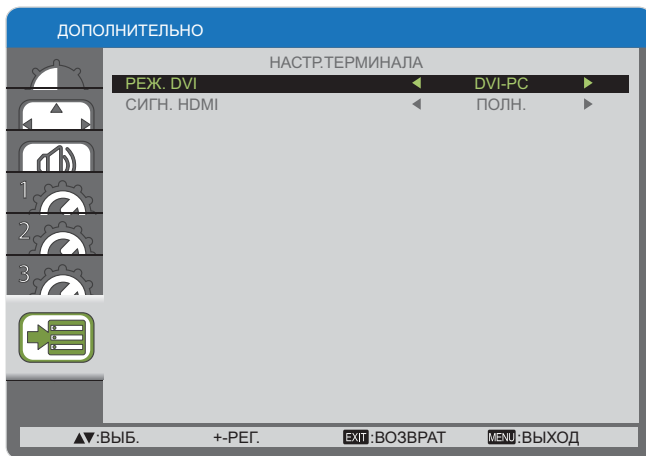 ДОПОЛНИТЕЛЬНО
НАСТР.ТЕРМИНАЛА
РЕЖ. DVI DVI-PC
СИГН. HDMI ПОЛН.
1
2
3
:ВЫБ. +-РЕГ. EXIT:ВОЗВРАТ MENU:ВЫХОД